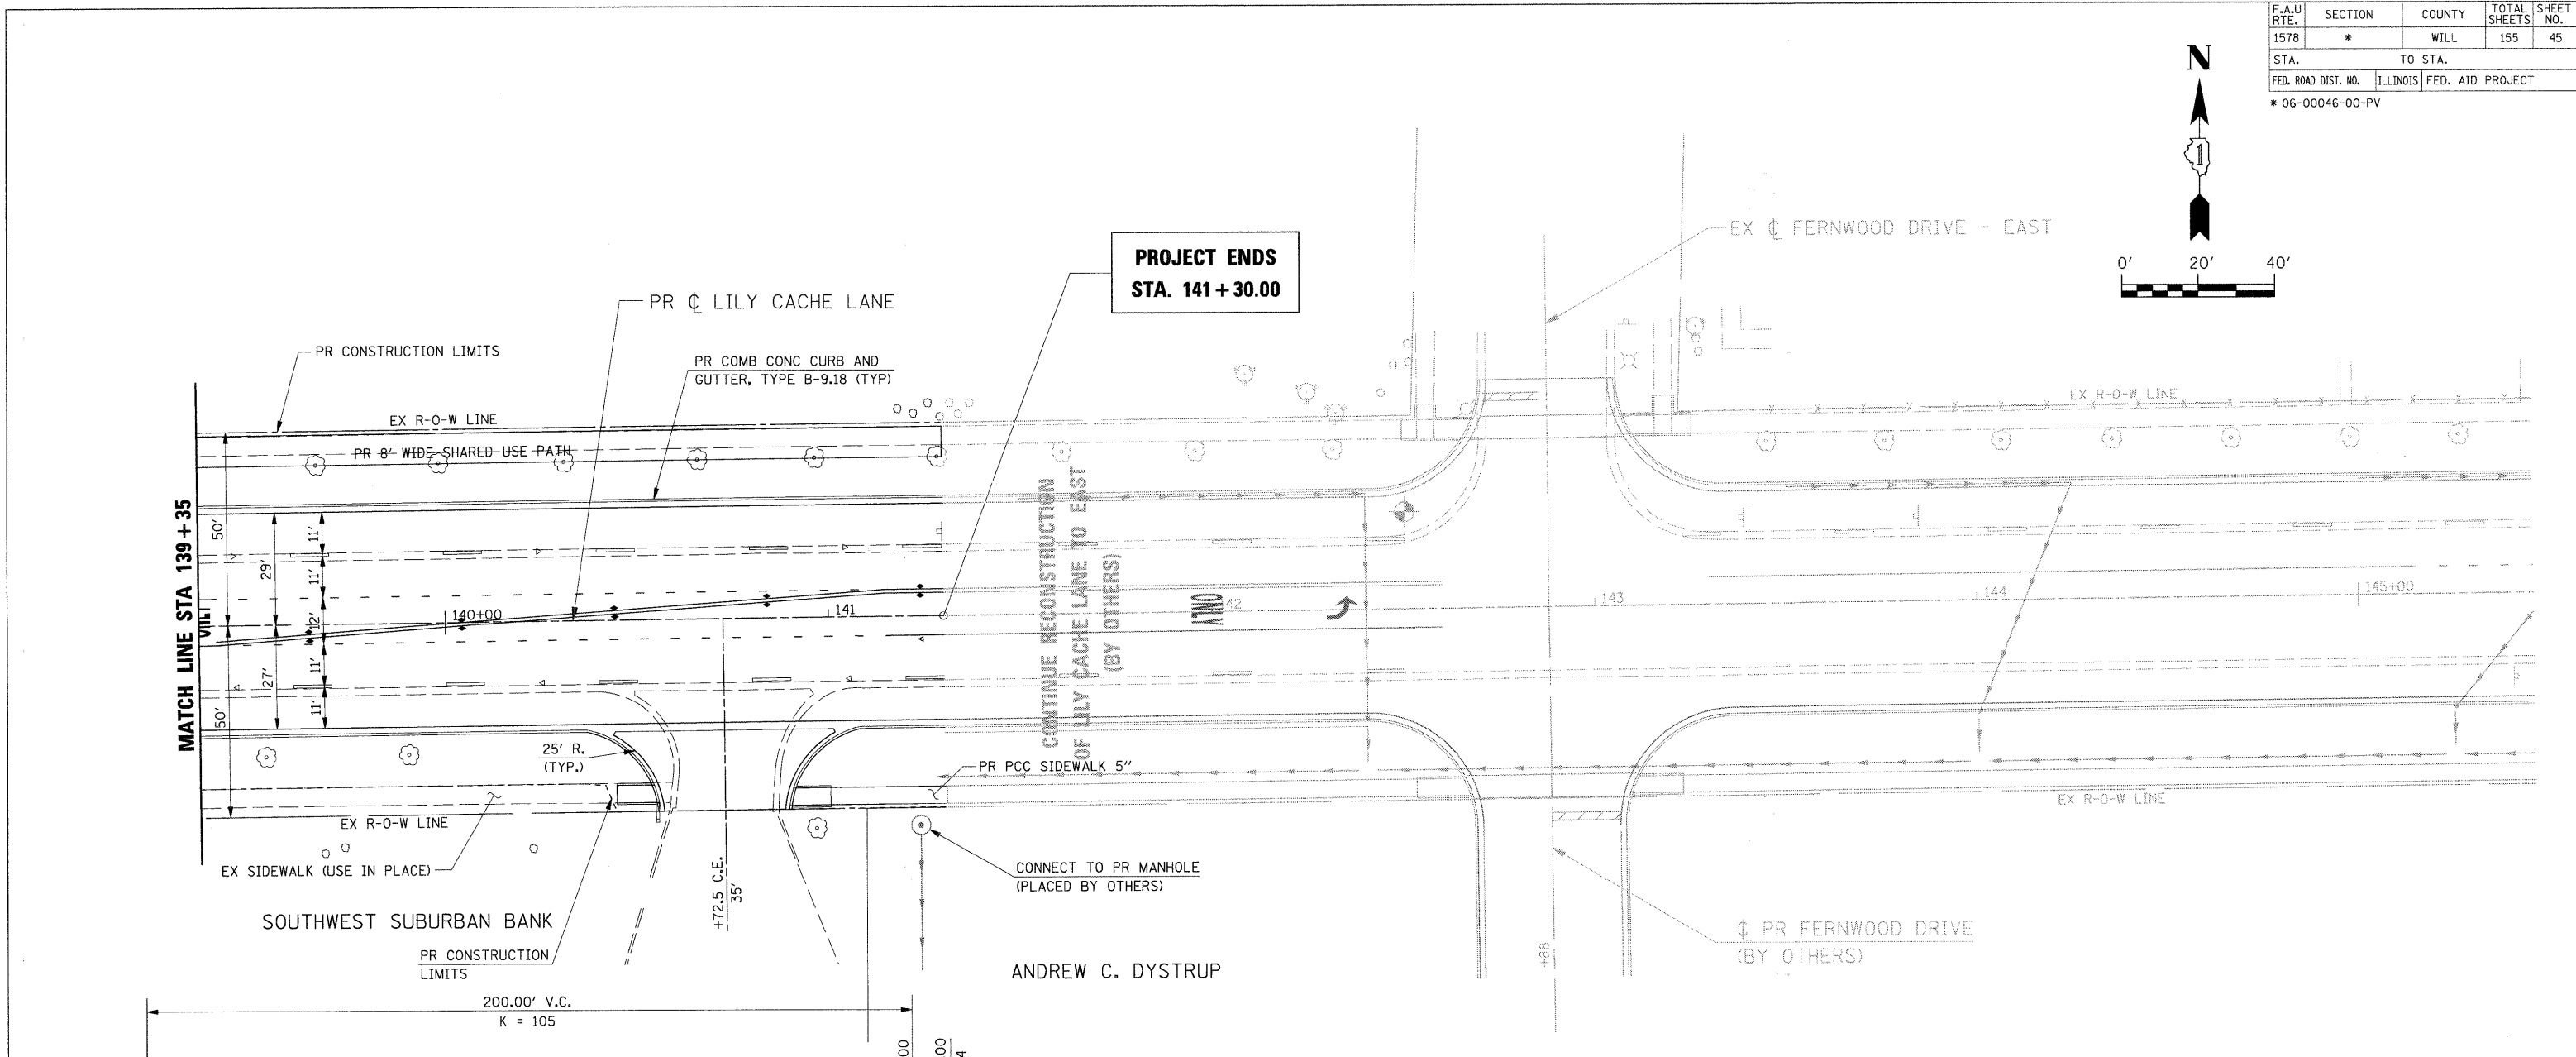 F.A.U RTE. SECTION COUNTY TOTAL SHEETS SHEET NO.
1578 * WILL 155 45
STA. TO STA.
FED. ROAD DIST. NO. ILLINOIS FED. AID PROJECT
* 06-00046-00-PV
N
1
0' 20' 40'
EX ℄ FERNWOOD DRIVE - EAST
PROJECT ENDS
STA. 141+30.00
PR ℄ LILY CACHE LANE
PR CONSTRUCTION LIMITS
PR COMB CONC CURB AND
GUTTER, TYPE B-9.18 (TYP)
EX R-O-W LINE
EX R-O-W LINE
PR 8' WIDE SHARED USE PATH
MATCH LINE STA 139+35
50'
29'
11'
11'
12'
11'
11'
27'
50'
140+00
141
42
143
144
145+00
ONLY
CONTINUE RECONSTRUCTION
OF LILY CACHE LANE TO EAST
(BY OTHERS)
25' R.
(TYP.)
PR PCC SIDEWALK 5"
EX R-O-W LINE
EX R-O-W LINE
EX SIDEWALK (USE IN PLACE)
CONNECT TO PR MANHOLE
(PLACED BY OTHERS)
+72.5 C.E.
35'
SOUTHWEST SUBURBAN BANK
PR CONSTRUCTION
LIMITS
ANDREW C. DYSTRUP
℄ PR FERNWOOD DRIVE
(BY OTHERS)
+88
200.00' V.C.
K = 105